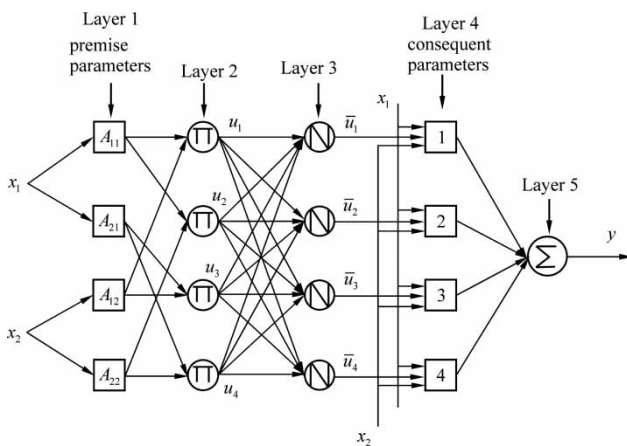 Layer 1
premise
parameters
Layer 2
Layer 3
Layer 4
consequent
parameters
Layer 5
x1
x2
A11
A21
A12
A22
Π
Π
Π
Π
u1
u2
u3
u4
N
N
N
N
ū1
ū2
ū3
ū4
x1
x2
1
2
3
4
Σ
y